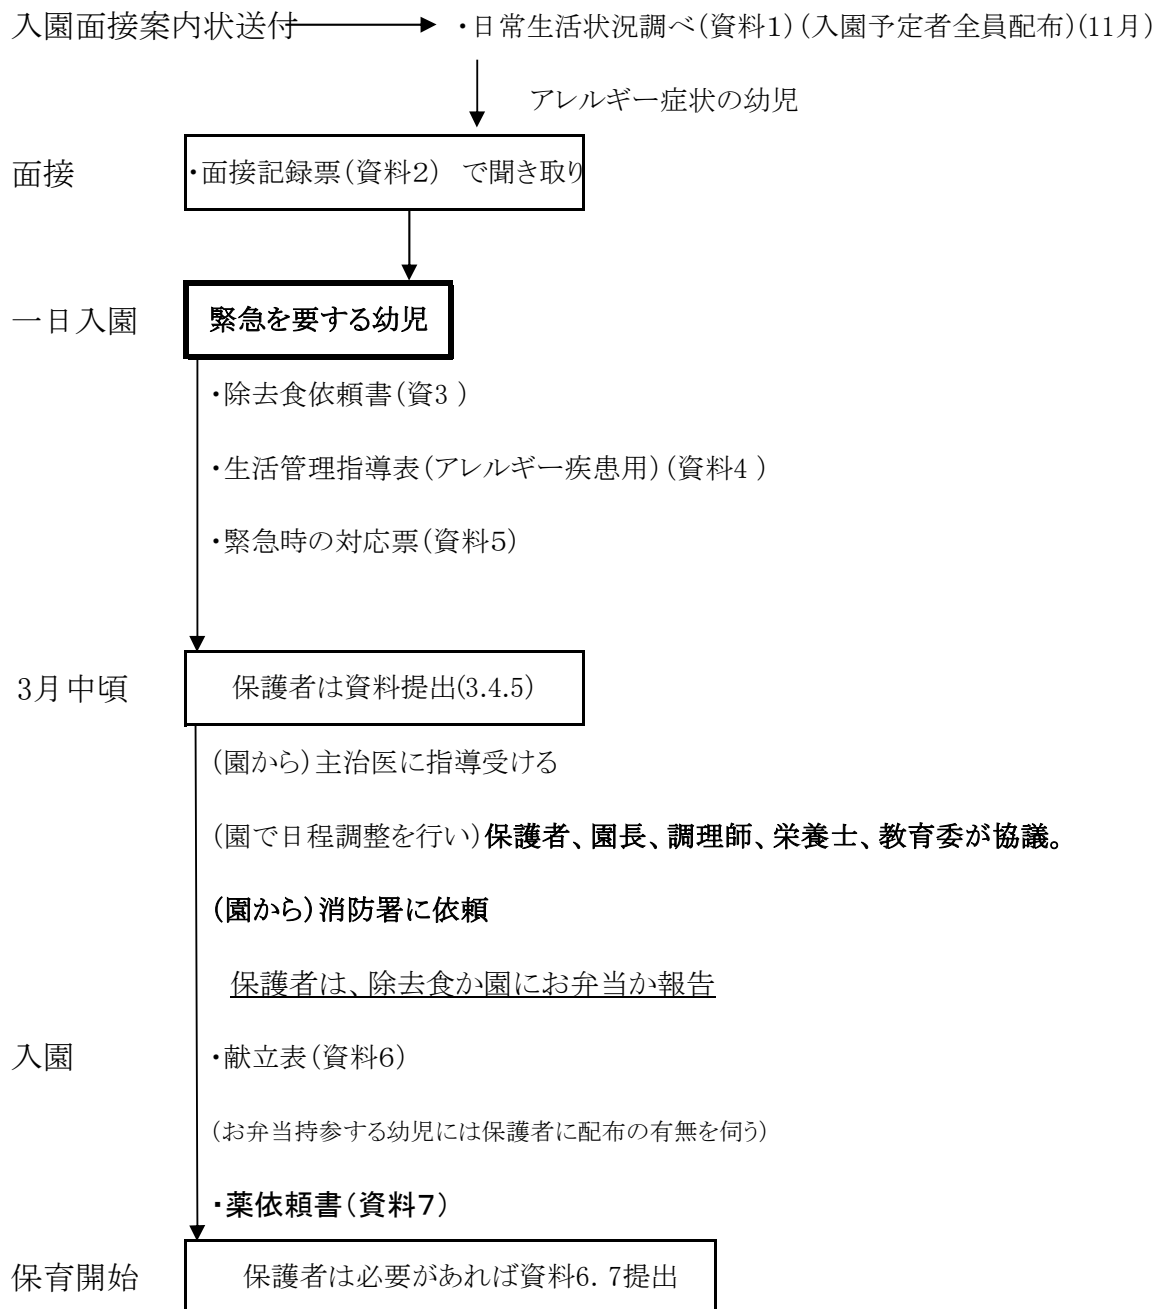 入園面接案内状送付 ・日常生活状況調べ(資料1)(入園予定者全員配布)(11月)
アレルギー症状の幼児
面接 ・面接記録票(資料2) で聞き取り
一日入園 緊急を要する幼児
・除去食依頼書(資3 )
・生活管理指導表(アレルギー疾患用)(資料4 )
・緊急時の対応票(資料5)
3月中頃 保護者は資料提出(3.4.5)
(園から)主治医に指導受ける
(園で日程調整を行い)保護者、園長、調理師、栄養士、教育委が協議。
(園から)消防署に依頼
保護者は、除去食か園にお弁当か報告
入園 ・献立表(資料6)
(お弁当持参する幼児には保護者に配布の有無を伺う)
・薬依頼書(資料7)
保育開始 保護者は必要があれば資料6.7提出